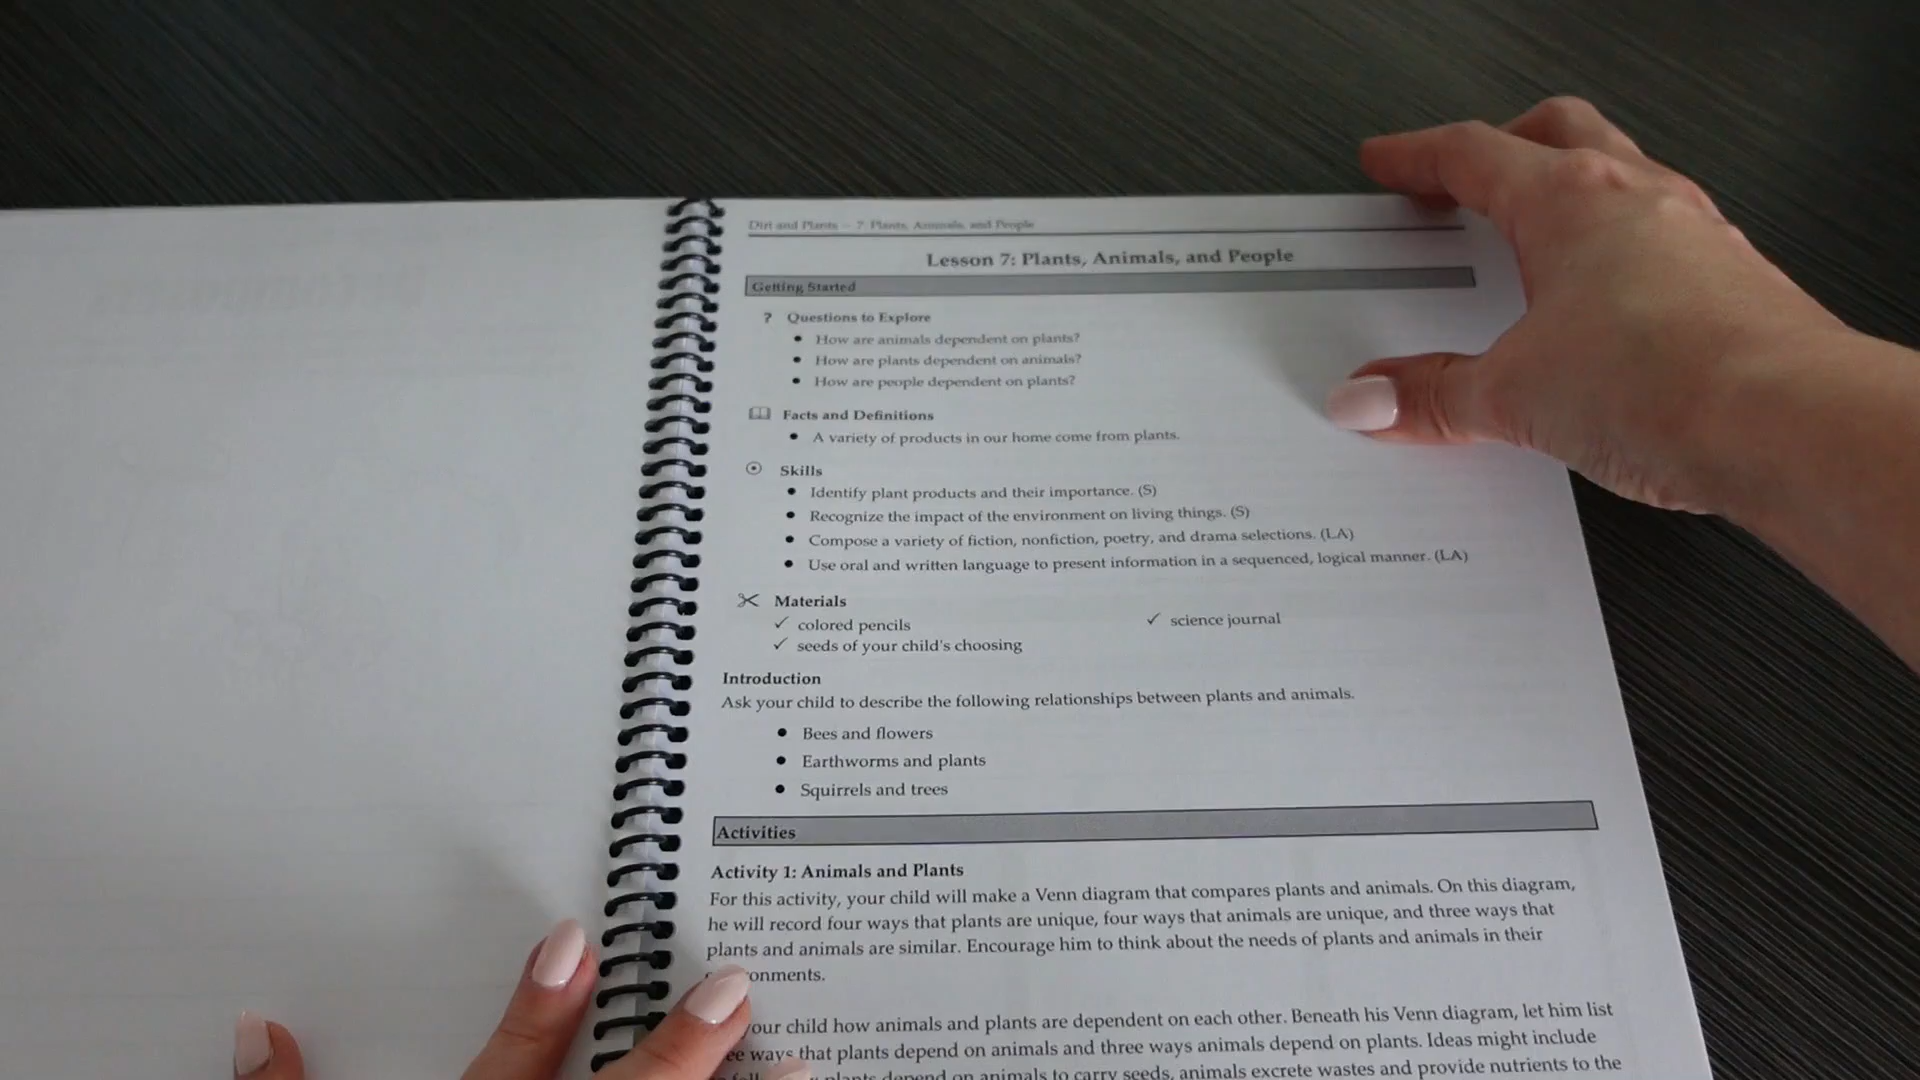 Dirt and Plants – 7: Plants, Animals, and People
Lesson 7: Plants, Animals, and People
Getting Started
? Questions to Explore
• How are animals dependent on plants?
• How are plants dependent on animals?
• How are people dependent on plants?
Facts and Definitions
• A variety of products in our home come from plants.
Skills
• Identify plant products and their importance. (S)
• Recognize the impact of the environment on living things. (S)
• Compose a variety of fiction, nonfiction, poetry, and drama selections. (LA)
• Use oral and written language to present information in a sequenced, logical manner. (LA)
Materials
✓ colored pencils
✓ science journal
✓ seeds of your child's choosing
Introduction
Ask your child to describe the following relationships between plants and animals.
• Bees and flowers
• Earthworms and plants
• Squirrels and trees
Activities
Activity 1: Animals and Plants
For this activity, your child will make a Venn diagram that compares plants and animals. On this diagram,
he will record four ways that plants are unique, four ways that animals are unique, and three ways that
plants and animals are similar. Encourage him to think about the needs of plants and animals in their
onments.
your child how animals and plants are dependent on each other. Beneath his Venn diagram, let him list
ways that plants depend on animals and three ways animals depend on plants. Ideas might include
plants depend on animals to carry seeds, animals excrete wastes and provide nutrients to the